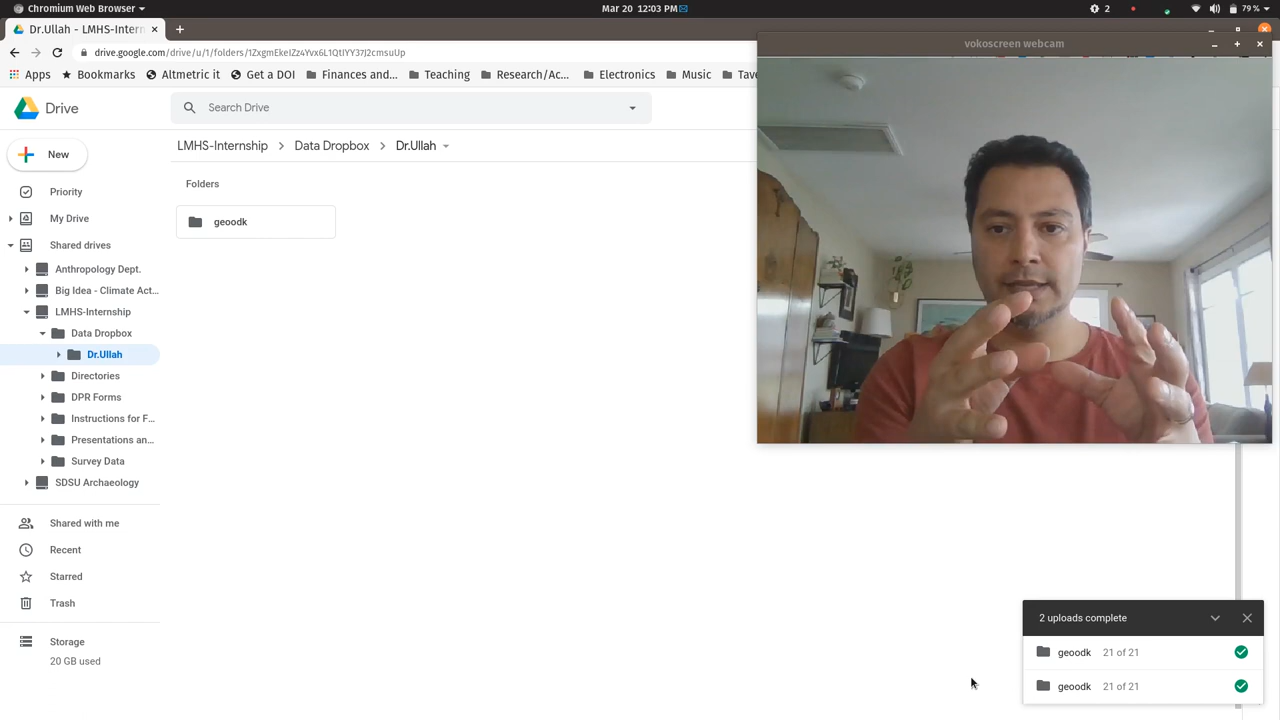 Chromium Web Browser
Mar 20 12:03 PM
2
79%
Dr.Ullah - LMHS-Intern
drive.google.com/drive/u/1/folders/1ZxgmEkeIZz4Yvx6L1QtIYY37J2cmsuUp
Apps
Bookmarks
Altmetric it
Get a DOI
Finances and...
Teaching
Research/Ac...
Electronics
Music
Tave
vokoscreen webcam
Drive
Search Drive
New
LMHS-Internship > Data Dropbox > Dr.Ullah
Folders
geoodk
Priority
My Drive
Shared drives
Anthropology Dept.
Big Idea - Climate Act...
LMHS-Internship
Data Dropbox
Dr.Ullah
Directories
DPR Forms
Instructions for F...
Presentations an...
Survey Data
SDSU Archaeology
Shared with me
Recent
Starred
Trash
Storage
20 GB used
2 uploads complete
geoodk 21 of 21
geoodk 21 of 21